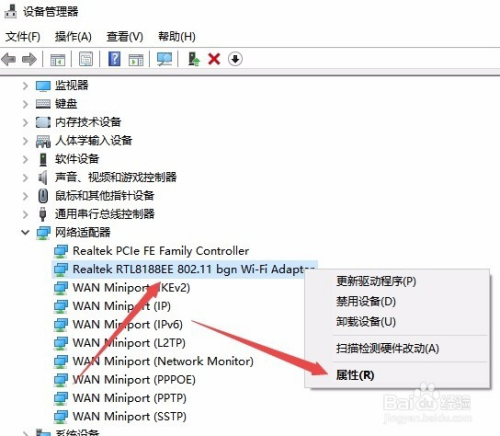 设备管理器
文件(F) 操作(A) 查看(V) 帮助(H)
监视器
键盘
内存技术设备
人体学输入设备
软件设备
声音、视频和游戏控制器
鼠标和其他指针设备
通用串行总线控制器
网络适配器
Realtek PCIe FE Family Controller
Realtek RTL8188EE 802.11 bgn Wi-Fi Adapter
WAN Miniport (IKEv2)
WAN Miniport (IP)
WAN Miniport (IPv6)
WAN Miniport (L2TP)
WAN Miniport (Network Monitor)
WAN Miniport (PPPOE)
WAN Miniport (PPTP)
WAN Miniport (SSTP)
系统设备
更新驱动程序(P)
禁用设备(D)
卸载设备(U)
扫描检测硬件改动(A)
属性(R)
Baidu经验
jingyan.baidu.com